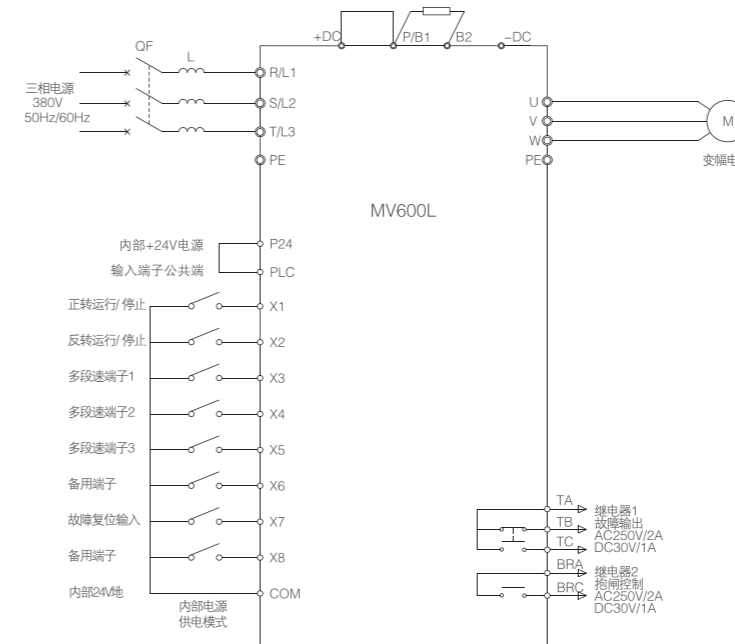 +DC
P/B1
B2
−DC
QF
L
三相电源
380V
50Hz/60Hz
R/L1
S/L2
T/L3
PE
U
V
W
PE
M
变幅电
MV600L
内部+24V电源
P24
输入端子公共端
PLC
正转运行/停止
X1
反转运行/停止
X2
多段速端子1
X3
多段速端子2
X4
多段速端子3
X5
备用端子
X6
故障复位输入
X7
备用端子
X8
内部24V地
COM
内部电源
供电模式
TA
TB
TC
继电器1
故障输出
AC250V/2A
DC30V/1A
BRA
BRC
继电器2
抱闸控制
AC250V/2A
DC30V/1A